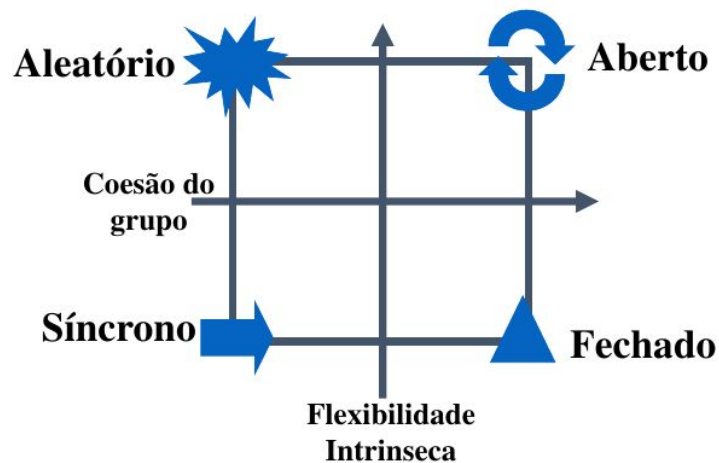 Aleatório
Aberto
Coesão do
grupo
Síncrono
Fechado
Flexibilidade
Intrinseca